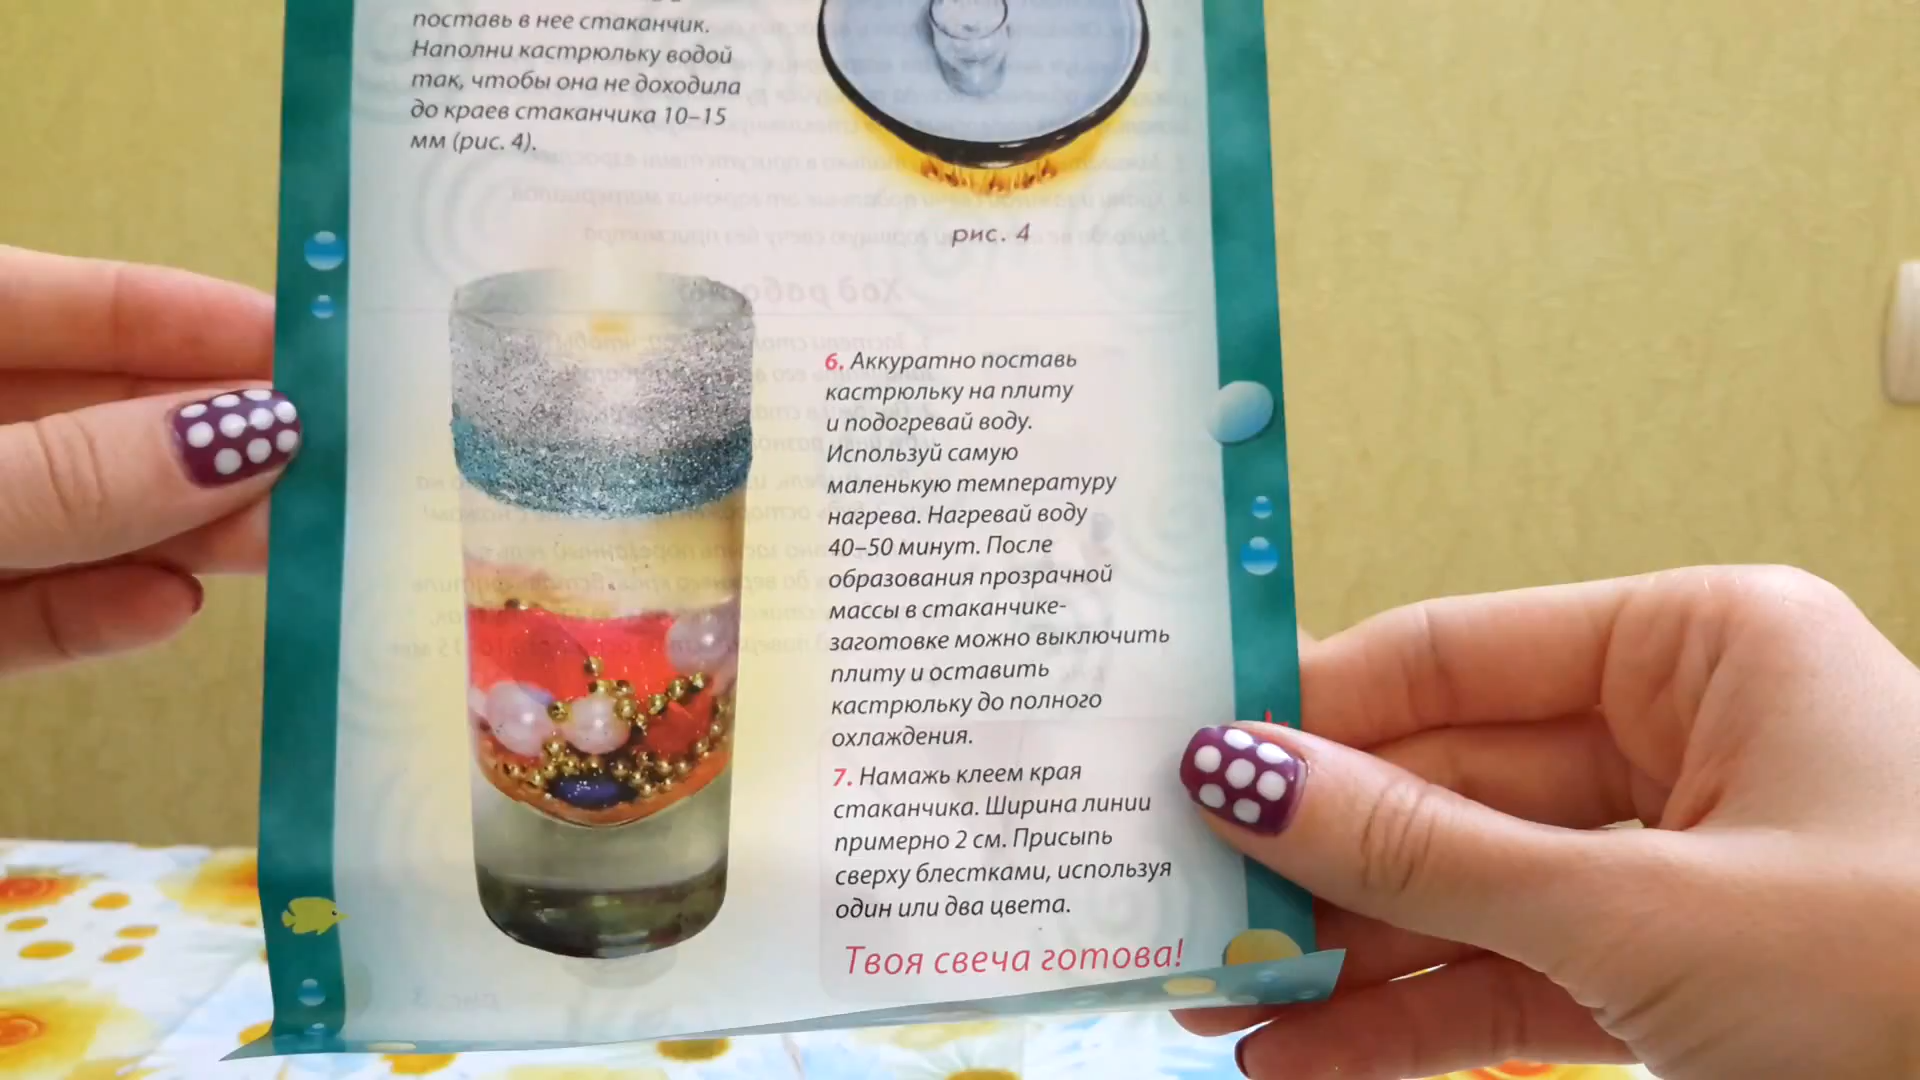 поставь в нее стаканчик.
Наполни кастрюльку водой
так, чтобы она не доходила
до краев стаканчика 10–15
мм (рис. 4).
рис. 4
6. Аккуратно поставь
кастрюльку на плиту
и подогревай воду.
Используй самую
маленькую температуру
нагрева. Нагревай воду
40–50 минут. После
образования прозрачной
массы в стаканчике-
заготовке можно выключить
плиту и оставить
кастрюльку до полного
охлаждения.
7. Намажь клеем края
стаканчика. Ширина линии
примерно 2 см. Присыпь
сверху блестками, используя
один или два цвета.
Твоя свеча готова!